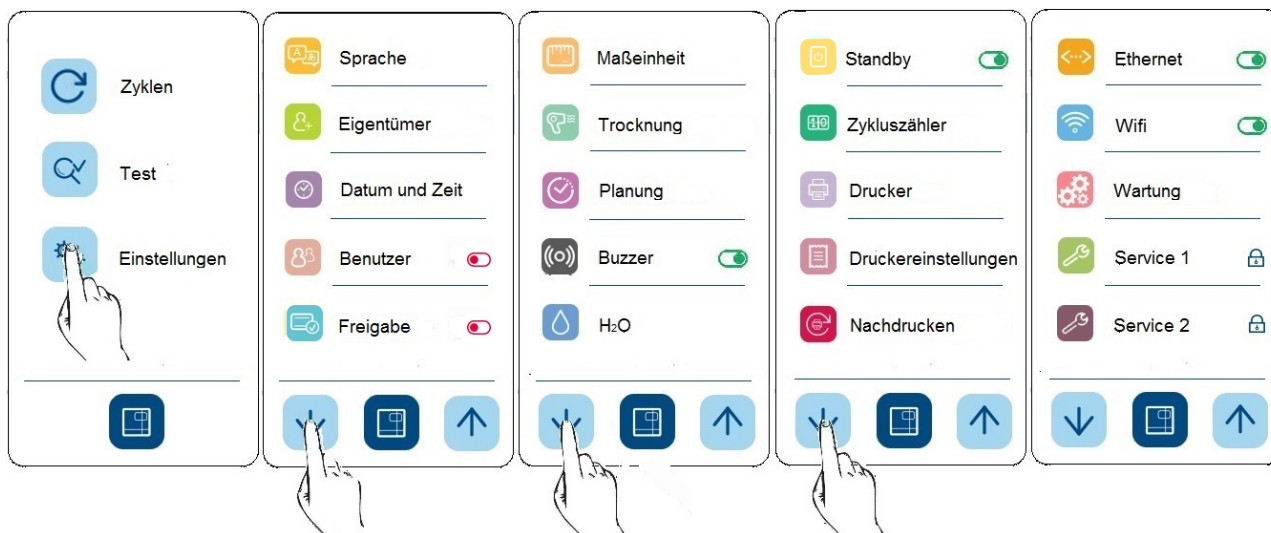 Zyklen
Test
Einstellungen
Sprache
Eigentümer
Datum und Zeit
Benutzer
Freigabe
Maßeinheit
Trocknung
Planung
Buzzer
H₂O
Standby
Zykluszähler
Drucker
Druckereinstellungen
Nachdrucken
Ethernet
Wifi
Wartung
Service 1
Service 2